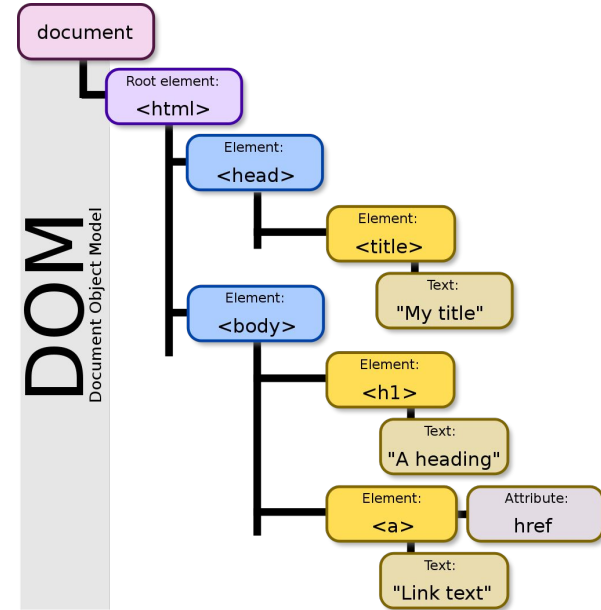 document
Root element:
<html>
Element:
<head>
Element:
<title>
Text:
"My title"
Element:
<body>
Element:
<h1>
Text:
"A heading"
Element:
<a>
Attribute:
href
Text:
"Link text"
DOM
Document Object Model